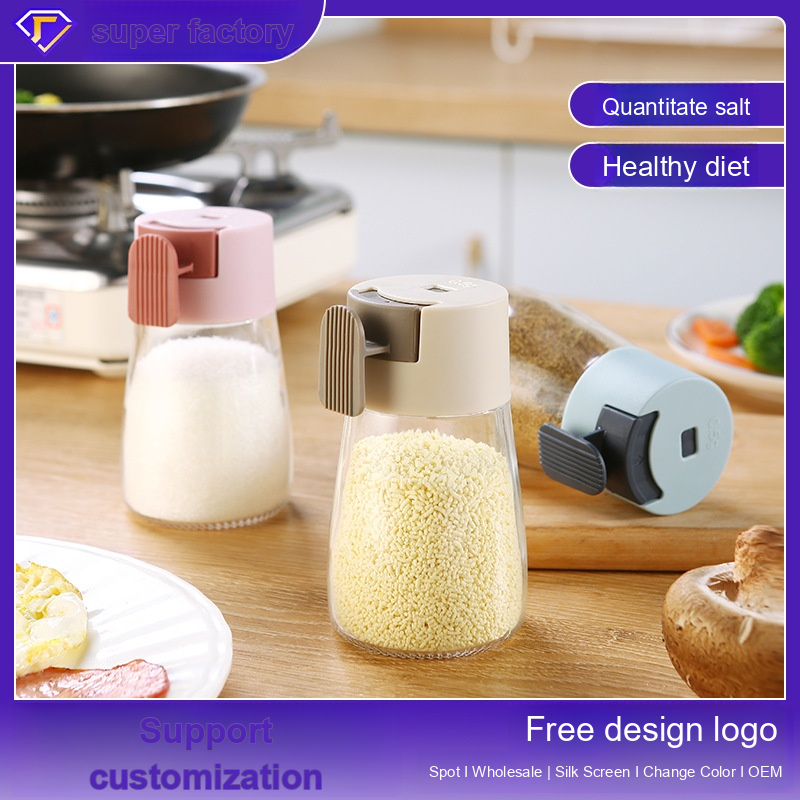 super factory
Quantitate salt
Healthy diet
Support
customization
Free design logo
Spot I Wholesale | Silk Screen I Change Color I OEM